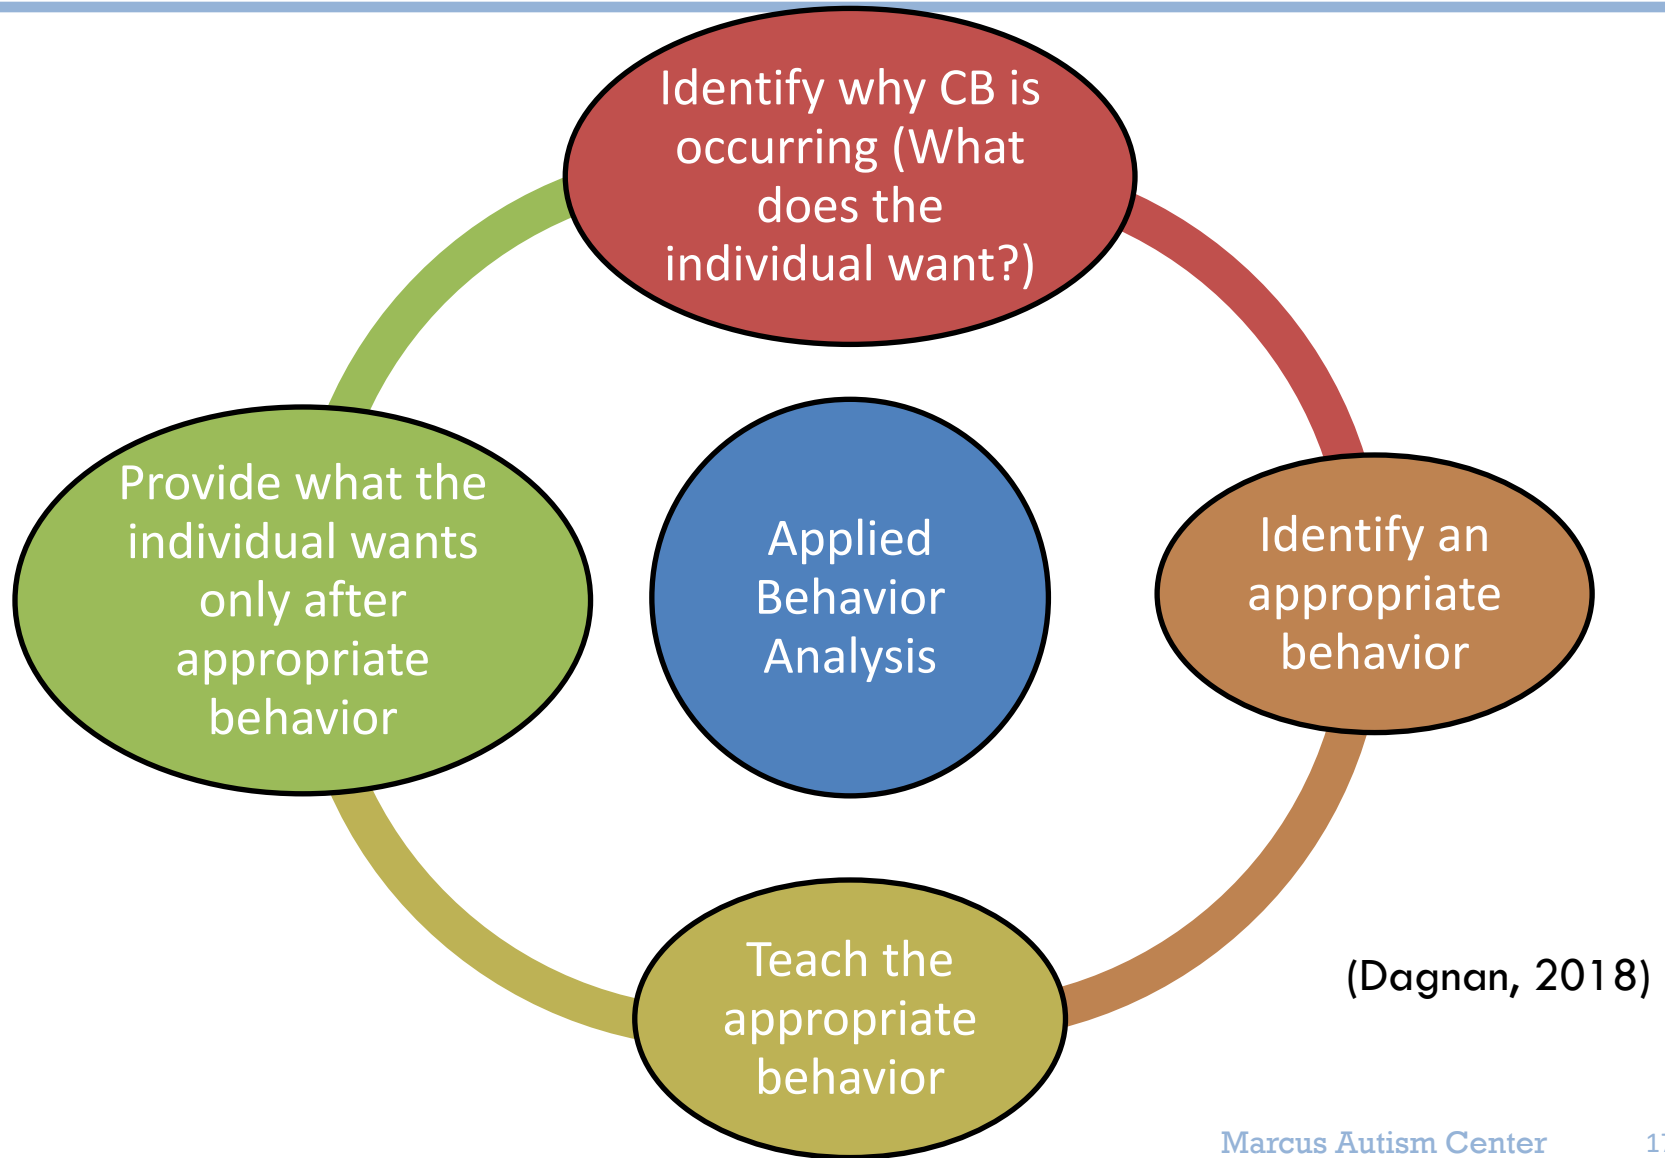 Identify why CB is
occurring (What
does the
individual want?)
Identify an
appropriate
behavior
Teach the
appropriate
behavior
Provide what the
individual wants
only after
appropriate
behavior
Applied
Behavior
Analysis
(Dagnan, 2018)
Marcus Autism Center
17